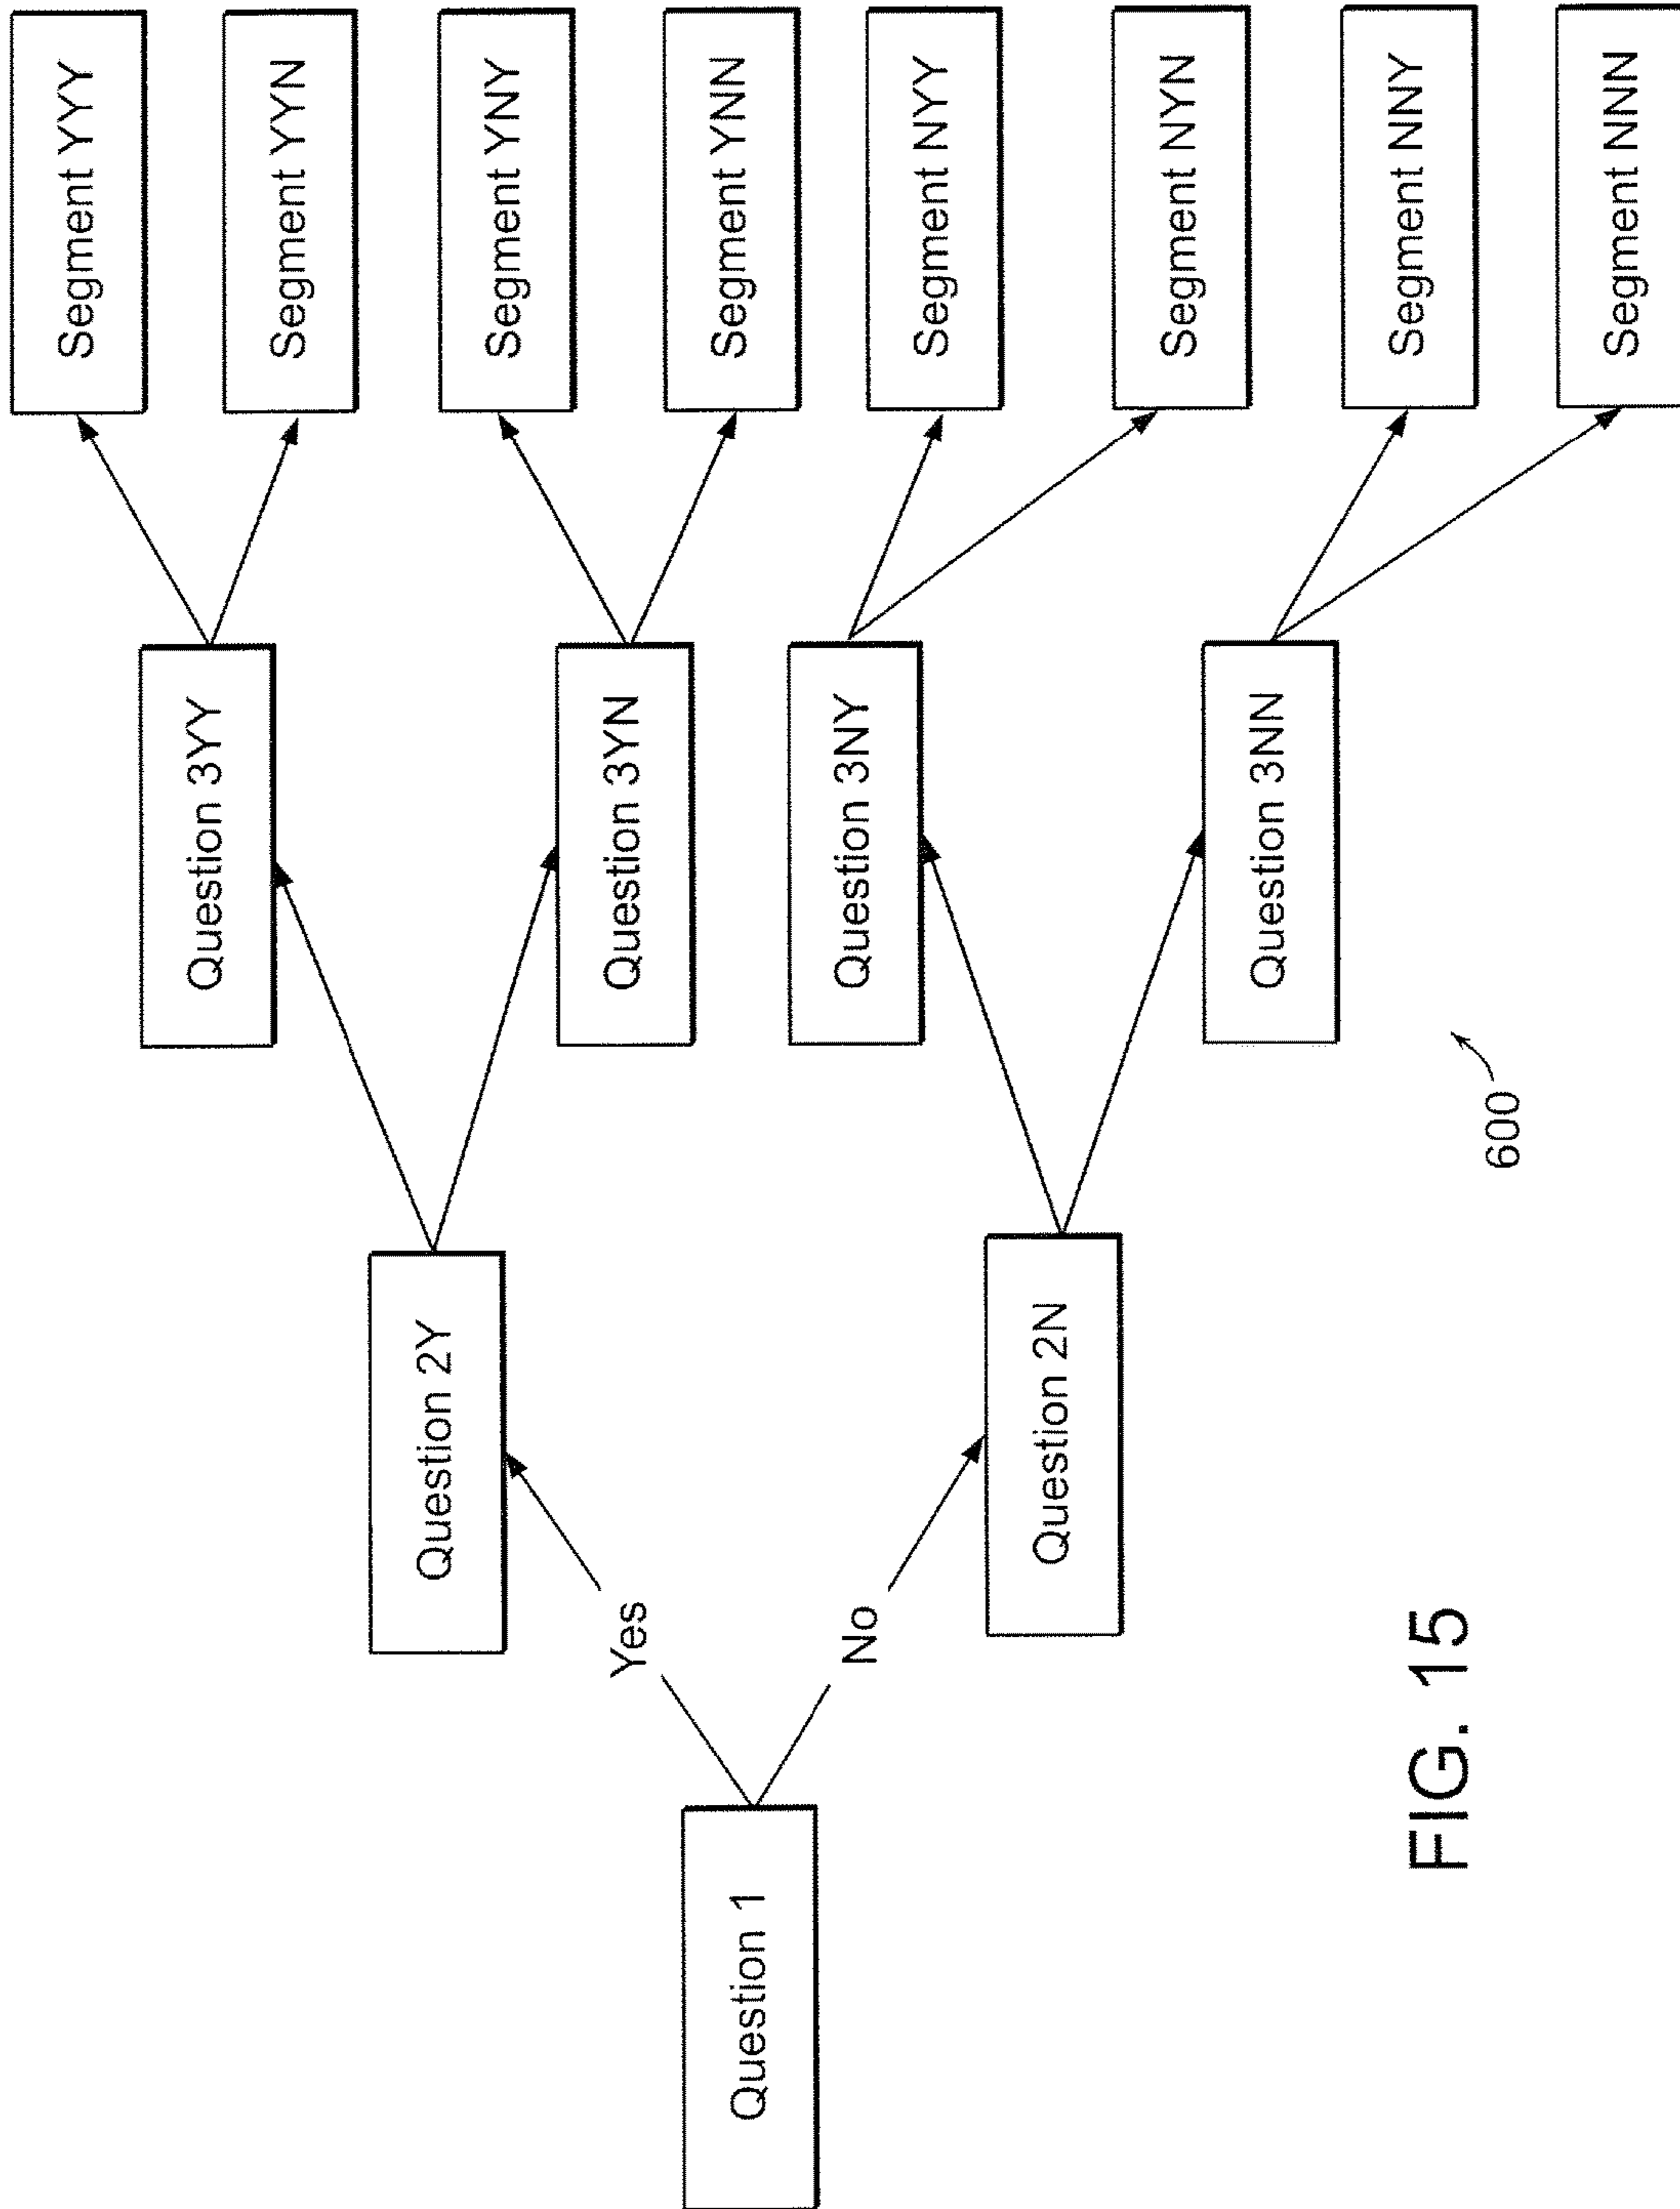 Question 1
Yes
No
Question 2Y
Question 2N
Question 3YY
Question 3YN
Question 3NY
Question 3NN
Segment YYY
Segment YYN
Segment YNY
Segment YNN
Segment NYY
Segment NYN
Segment NNY
Segment NNN
600
FIG. 15